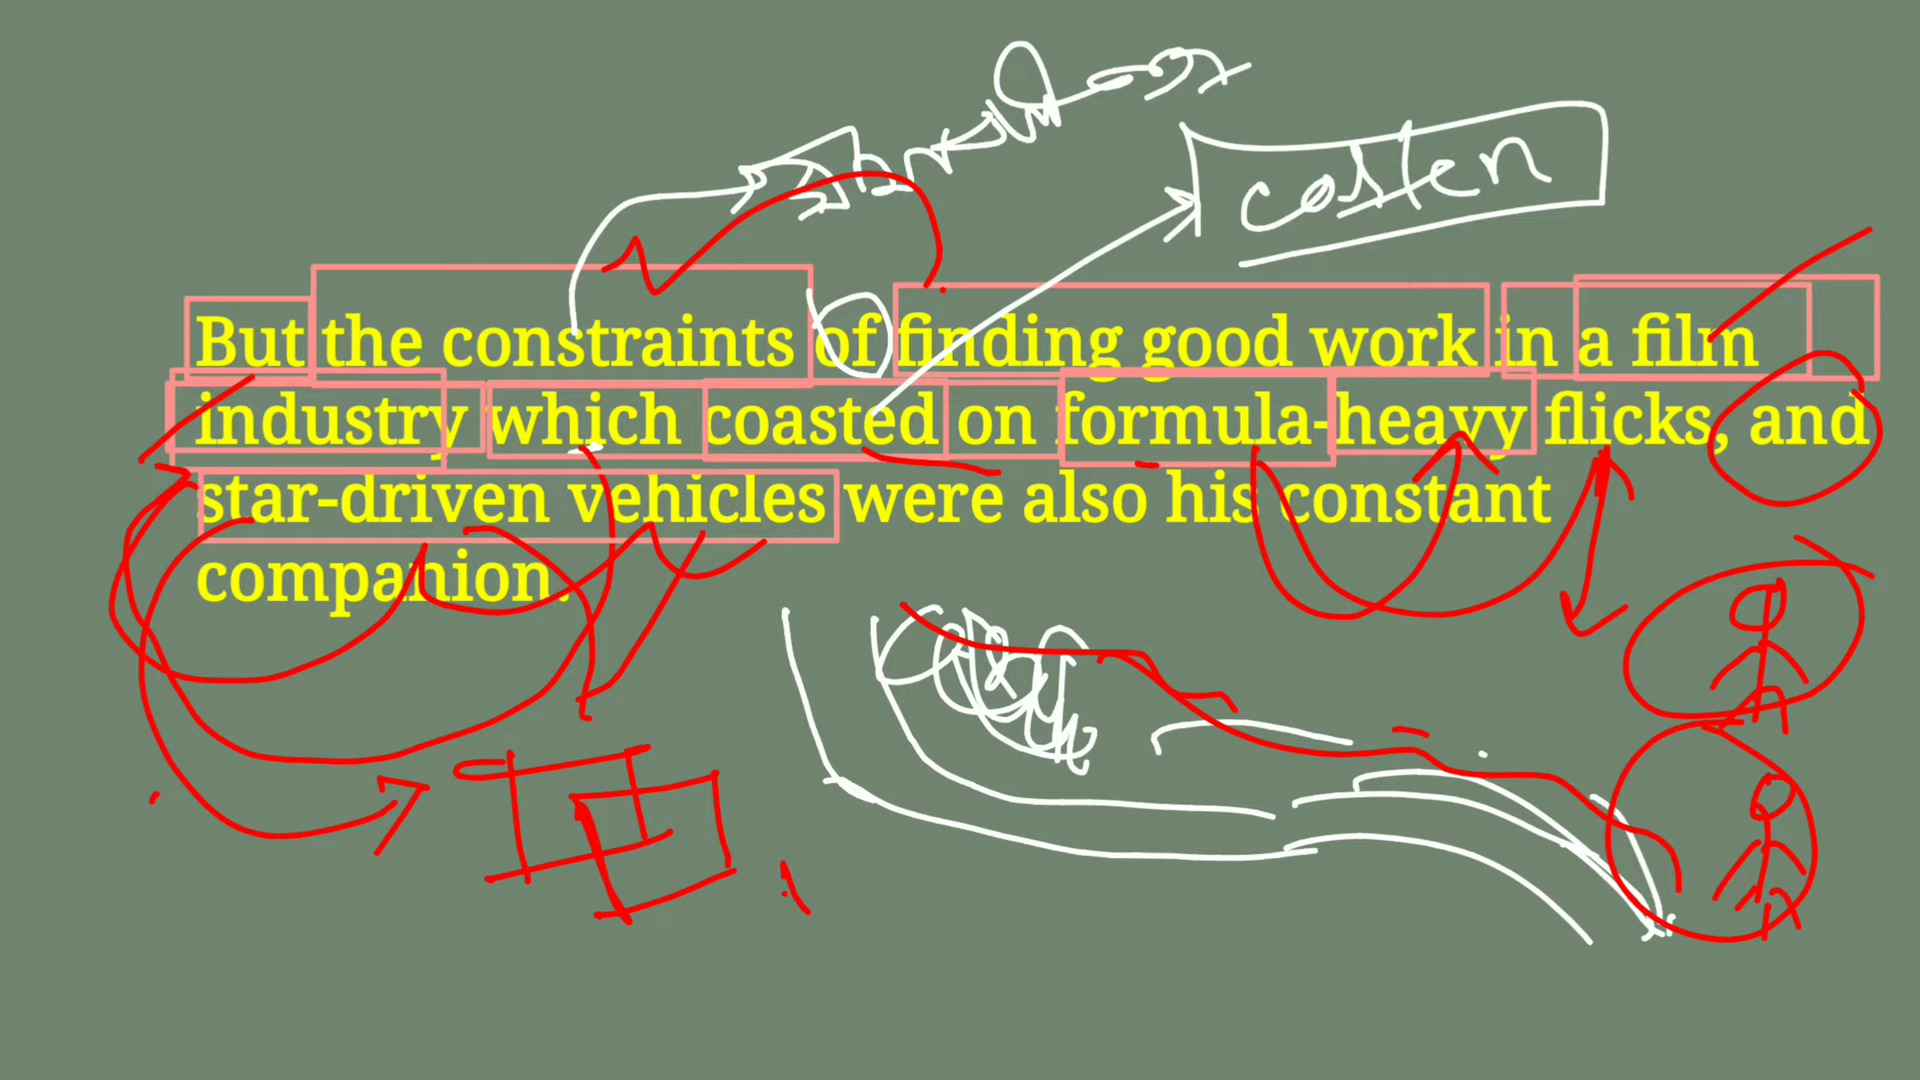 costen
But the constraints of finding good work in a film
industry which coasted on formula-heavy flicks, and
star-driven vehicles were also his constant
companion.